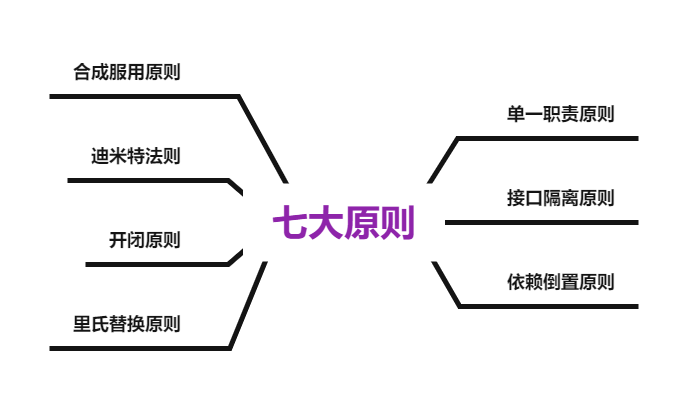 合成服用原则
迪米特法则
开闭原则
里氏替换原则
七大原则
单一职责原则
接口隔离原则
依赖倒置原则